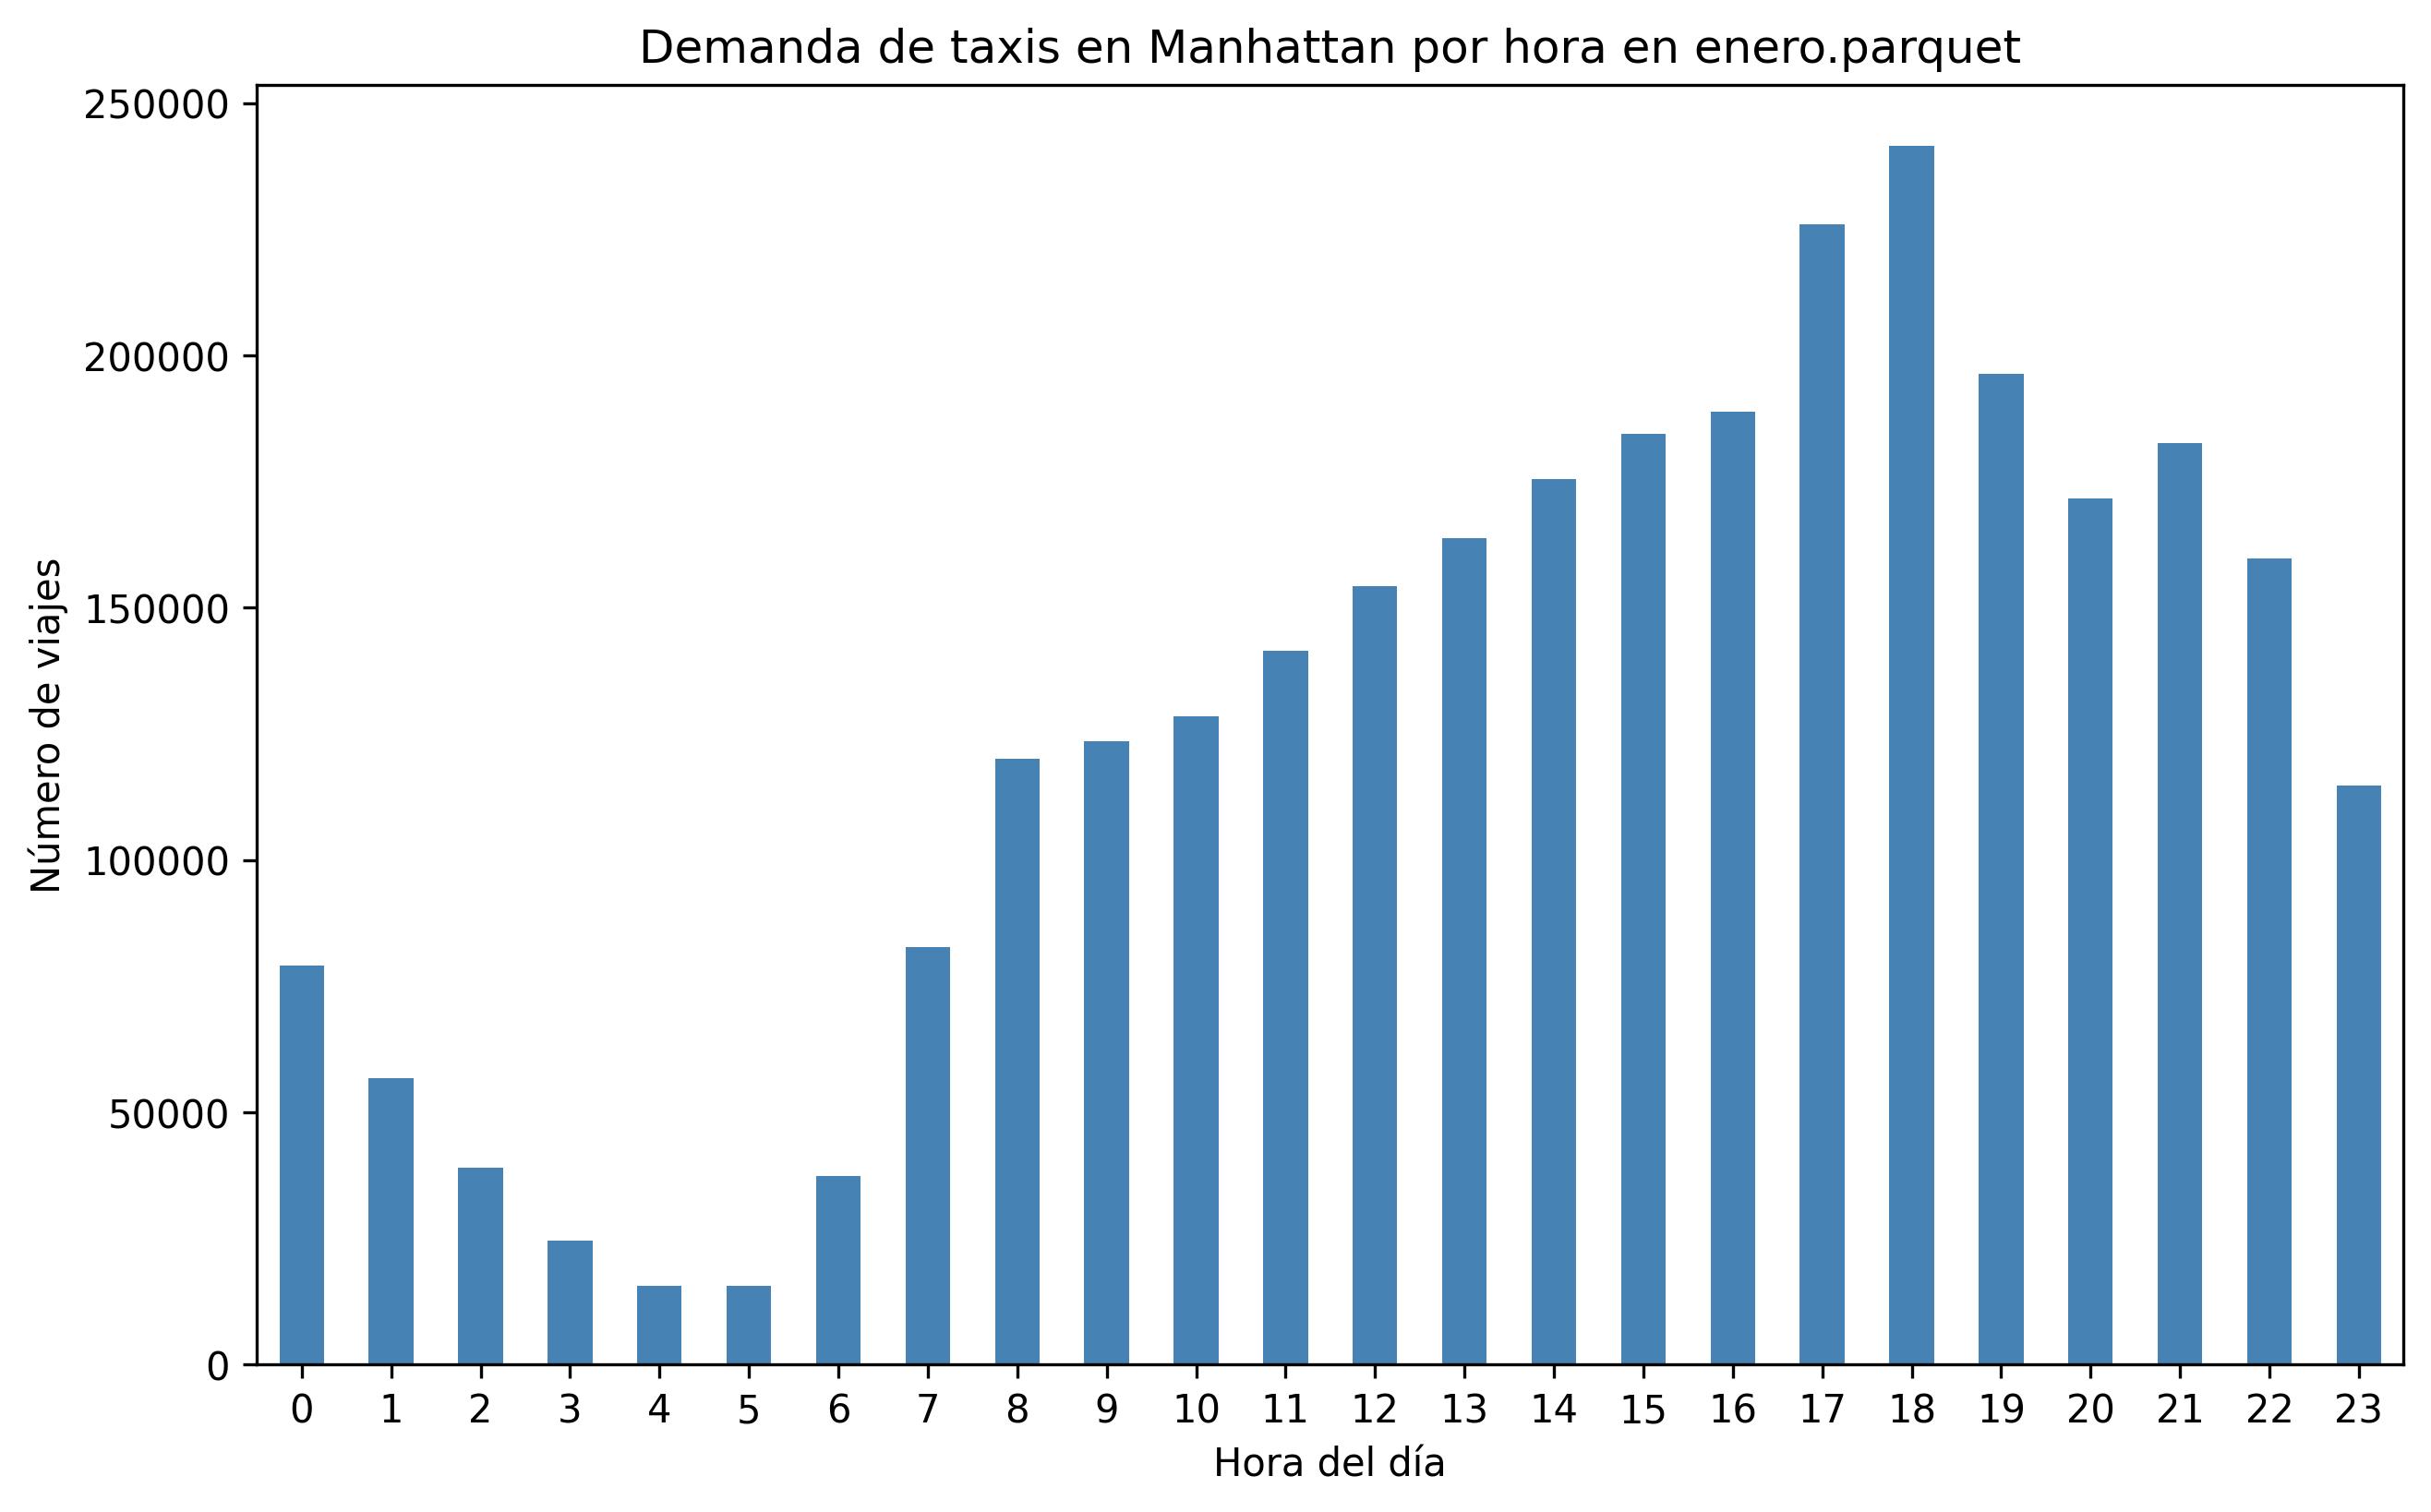 Demanda de taxis en Manhattan por hora en enero.parquet
250000
200000
150000
100000
50000
0
Número de viajes
0 1 2 3 4 5 6 7 8 9 10 11 12 13 14 15 16 17 18 19 20 21 22 23
Hora del día